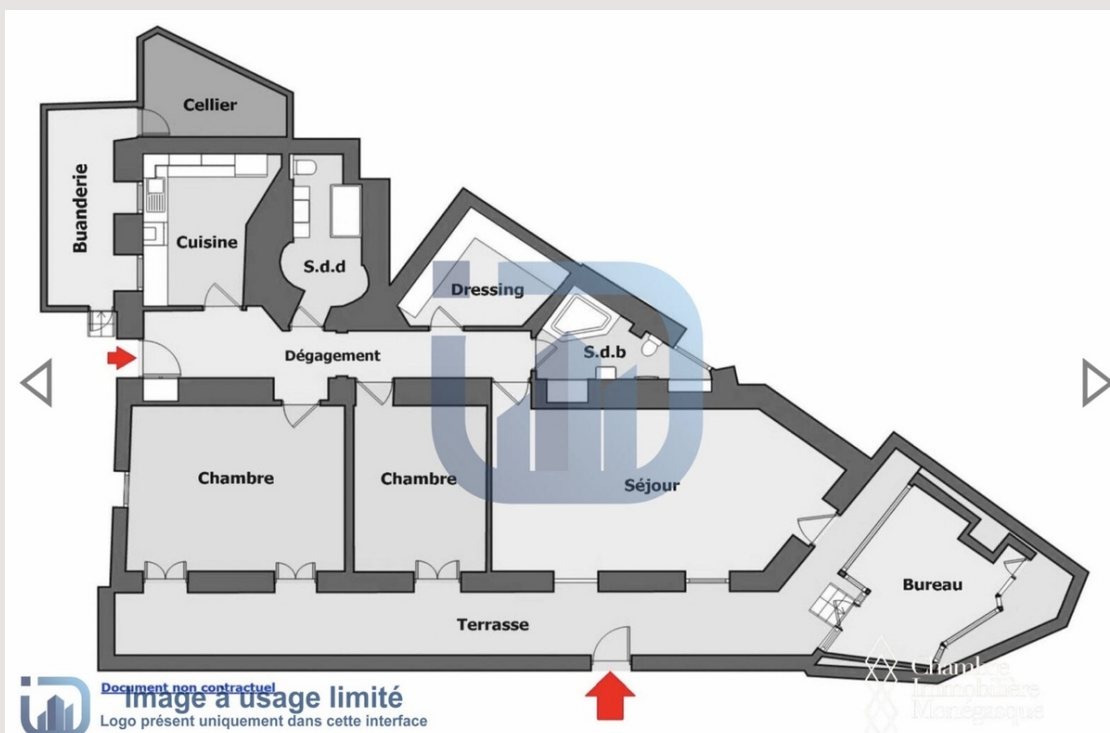 Cellier
Buanderie
Cuisine
S.d.d
Dressing
Dégagement
S.d.b
Chambre
Chambre
Séjour
Bureau
Terrasse
Document non contractuel
Image à usage limité
Logo présent uniquement dans cette interface
Chambre
Immobilière
Monégasque